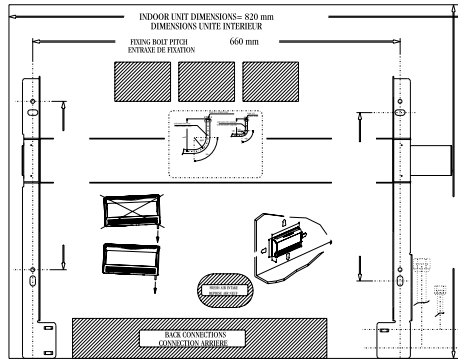 INDOOR UNIT DIMENSIONS= 820 mm
DIMENSIONS UNITE INTERIEUR
FIXING BOLT PITCH 660 mm
ENTRAXE DE FIXATION
BACK CONNECTIONS
CONNECTION ARRIERE